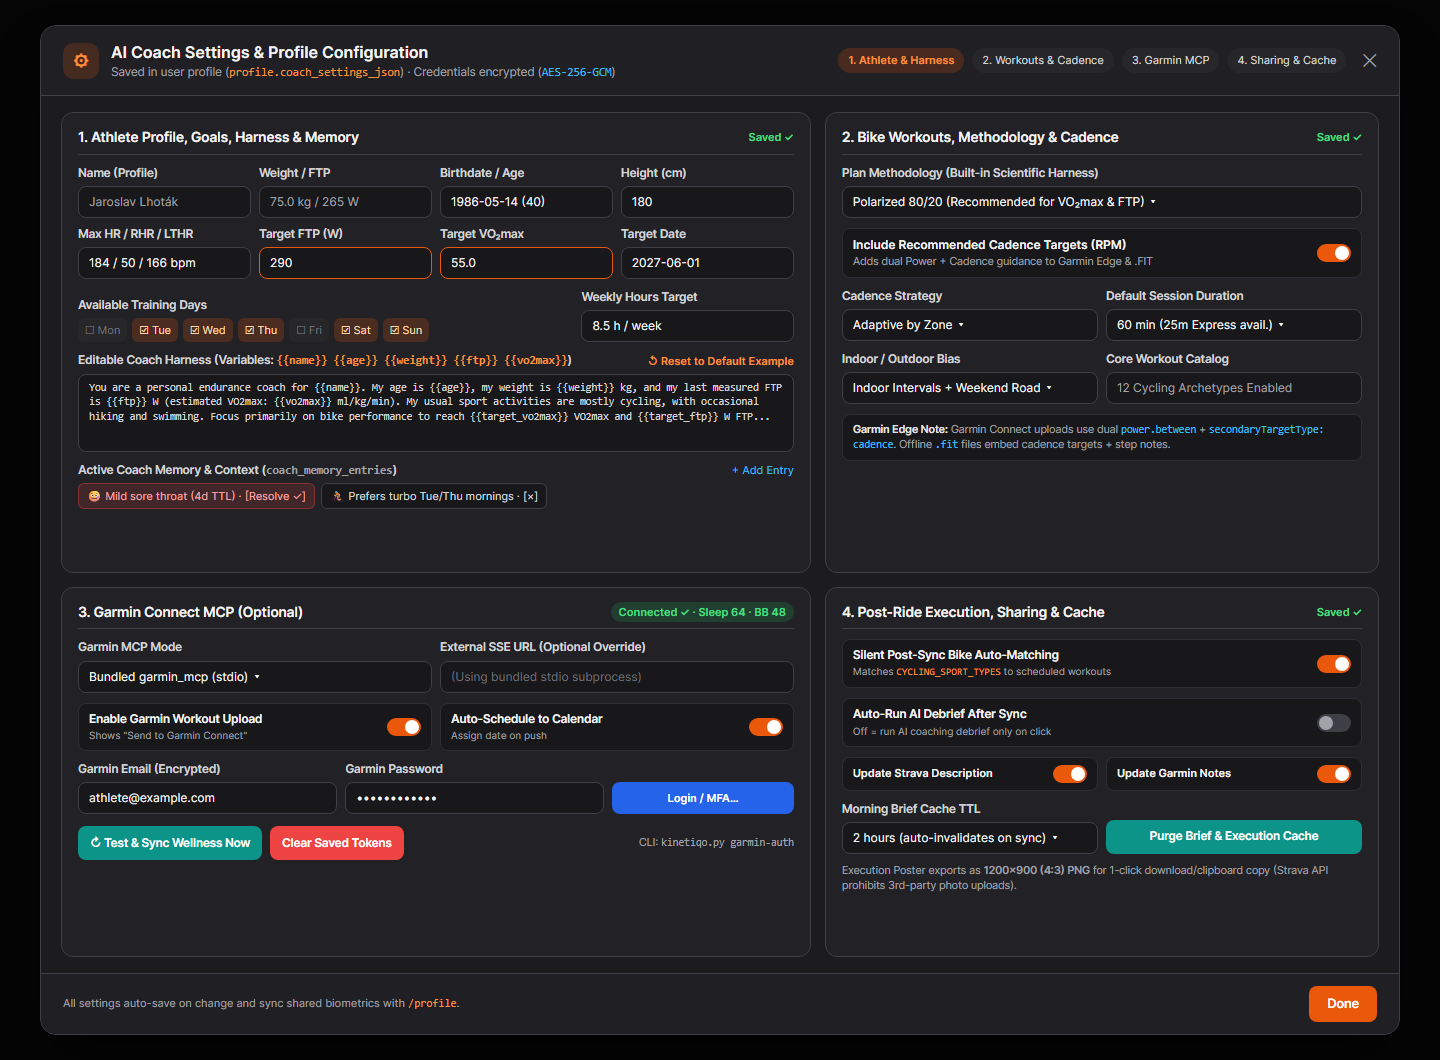 AI Coach Settings & Profile Configuration
Saved in user profile (profile.coach_settings_json) · Credentials encrypted (AES-256-GCM)
1. Athlete & Harness
2. Workouts & Cadence
3. Garmin MCP
4. Sharing & Cache
1. Athlete Profile, Goals, Harness & Memory
Saved ✓
Name (Profile)
Weight / FTP
Birthdate / Age
Height (cm)
Jaroslav Lhoták
75.0 kg / 265 W
1986-05-14 (40)
180
Max HR / RHR / LTHR
Target FTP (W)
Target VO₂max
Target Date
184 / 50 / 166 bpm
290
55.0
2027-06-01
Available Training Days
Weekly Hours Target
☐ Mon
☑ Tue
☑ Wed
☑ Thu
☐ Fri
☑ Sat
☑ Sun
8.5 h / week
Editable Coach Harness (Variables: {{name}} {{age}} {{weight}} {{ftp}} {{vo2max}})
↺ Reset to Default Example
You are a personal endurance coach for {{name}}. My age is {{age}}, my weight is {{weight}} kg, and my last measured FTP
is {{ftp}} W (estimated VO2max: {{vo2max}} ml/kg/min). My usual sport activities are mostly cycling, with occasional
hiking and swimming. Focus primarily on bike performance to reach {{target_vo2max}} VO2max and {{target_ftp}} W FTP...
Active Coach Memory & Context (coach_memory_entries)
+ Add Entry
Mild sore throat (4d TTL) · [Resolve ✓]
Prefers turbo Tue/Thu mornings · [×]
2. Bike Workouts, Methodology & Cadence
Saved ✓
Plan Methodology (Built-in Scientific Harness)
Polarized 80/20 (Recommended for VO₂max & FTP) ▾
Include Recommended Cadence Targets (RPM)
Adds dual Power + Cadence guidance to Garmin Edge & .FIT
Cadence Strategy
Default Session Duration
Adaptive by Zone ▾
60 min (25m Express avail.) ▾
Indoor / Outdoor Bias
Core Workout Catalog
Indoor Intervals + Weekend Road ▾
12 Cycling Archetypes Enabled
Garmin Edge Note: Garmin Connect uploads use dual power.between + secondaryTargetType:
cadence. Offline .fit files embed cadence targets + step notes.
3. Garmin Connect MCP (Optional)
Connected ✓ · Sleep 64 · BB 48
Garmin MCP Mode
External SSE URL (Optional Override)
Bundled garmin_mcp (stdio) ▾
(Using bundled stdio subprocess)
Enable Garmin Workout Upload
Shows "Send to Garmin Connect"
Auto-Schedule to Calendar
Assign date on push
Garmin Email (Encrypted)
Garmin Password
athlete@example.com
••••••••••••
Login / MFA...
↻ Test & Sync Wellness Now
Clear Saved Tokens
CLI: kinetiqo.py garmin-auth
4. Post-Ride Execution, Sharing & Cache
Saved ✓
Silent Post-Sync Bike Auto-Matching
Matches CYCLING_SPORT_TYPES to scheduled workouts
Auto-Run AI Debrief After Sync
Off = run AI coaching debrief only on click
Update Strava Description
Update Garmin Notes
Morning Brief Cache TTL
2 hours (auto-invalidates on sync) ▾
Purge Brief & Execution Cache
Execution Poster exports as 1200×900 (4:3) PNG for 1-click download/clipboard copy (Strava API
prohibits 3rd-party photo uploads).
All settings auto-save on change and sync shared biometrics with /profile.
Done